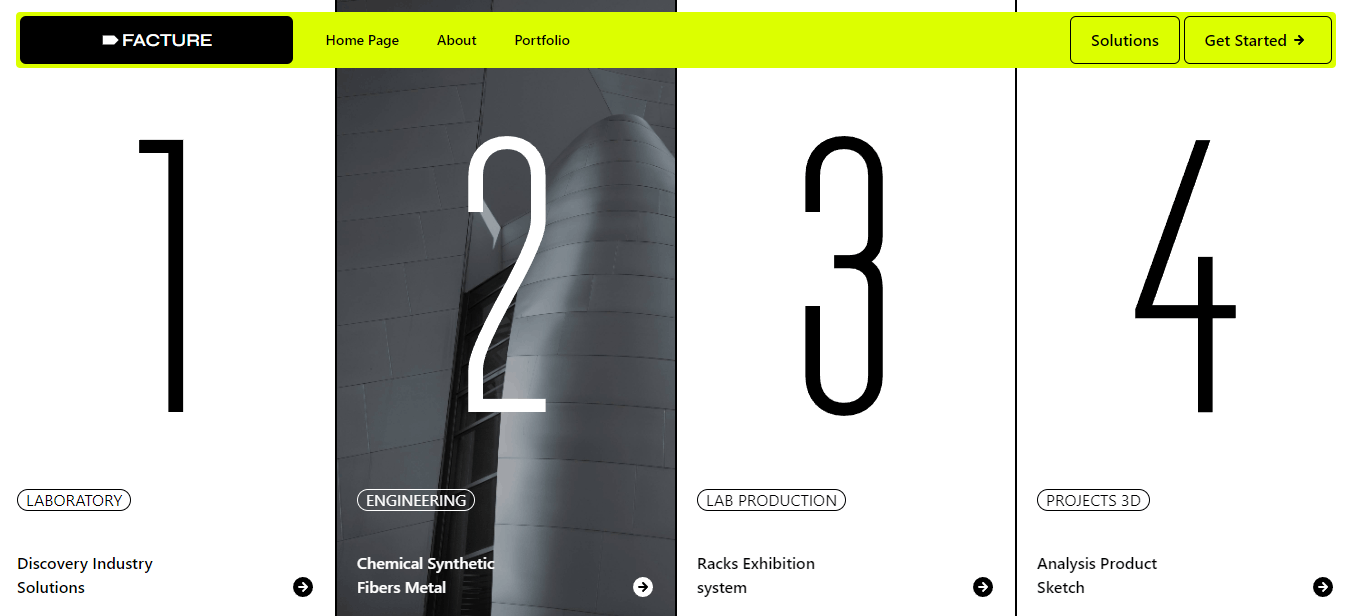 FACTURE
Home Page
About
Portfolio
Solutions
Get Started
1
2
3
4
LABORATORY
ENGINEERING
LAB PRODUCTION
PROJECTS 3D
Discovery Industry
Solutions
Chemical Synthetic
Fibers Metal
Racks Exhibition
system
Analysis Product
Sketch